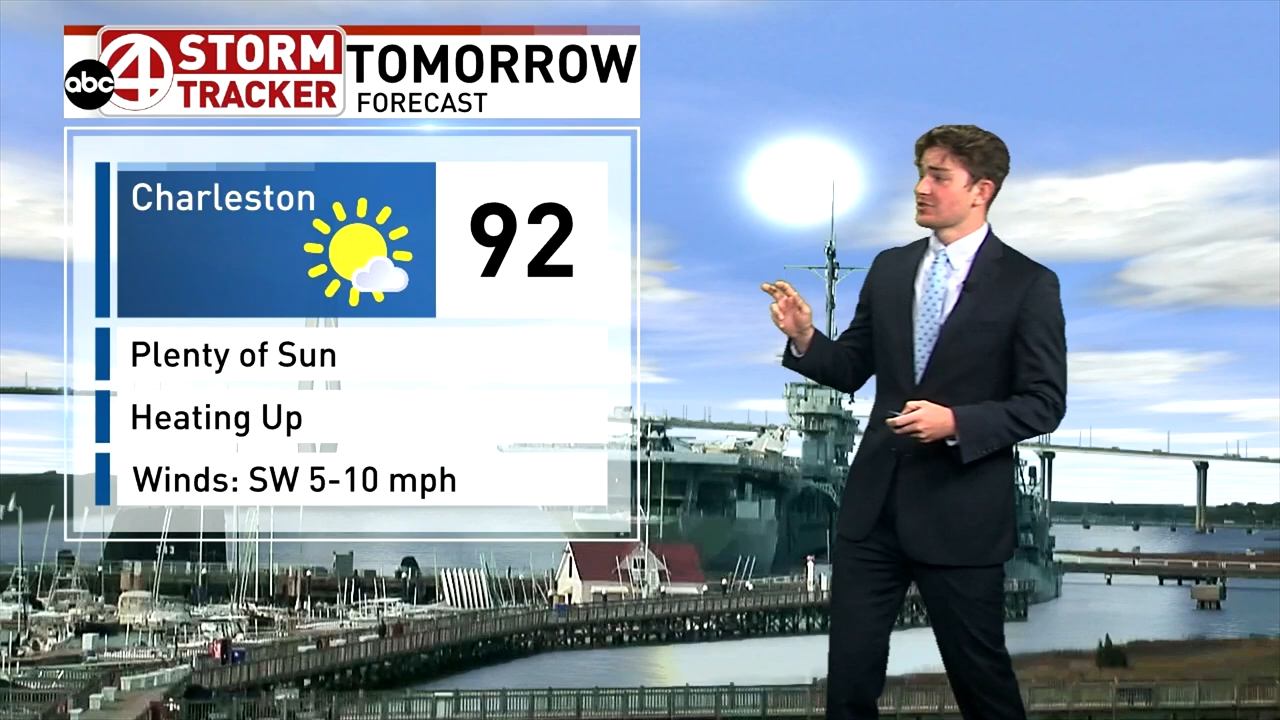 abc 4 STORM TRACKER
TOMORROW
FORECAST
Charleston
92
Plenty of Sun
Heating Up
Winds: SW 5-10 mph